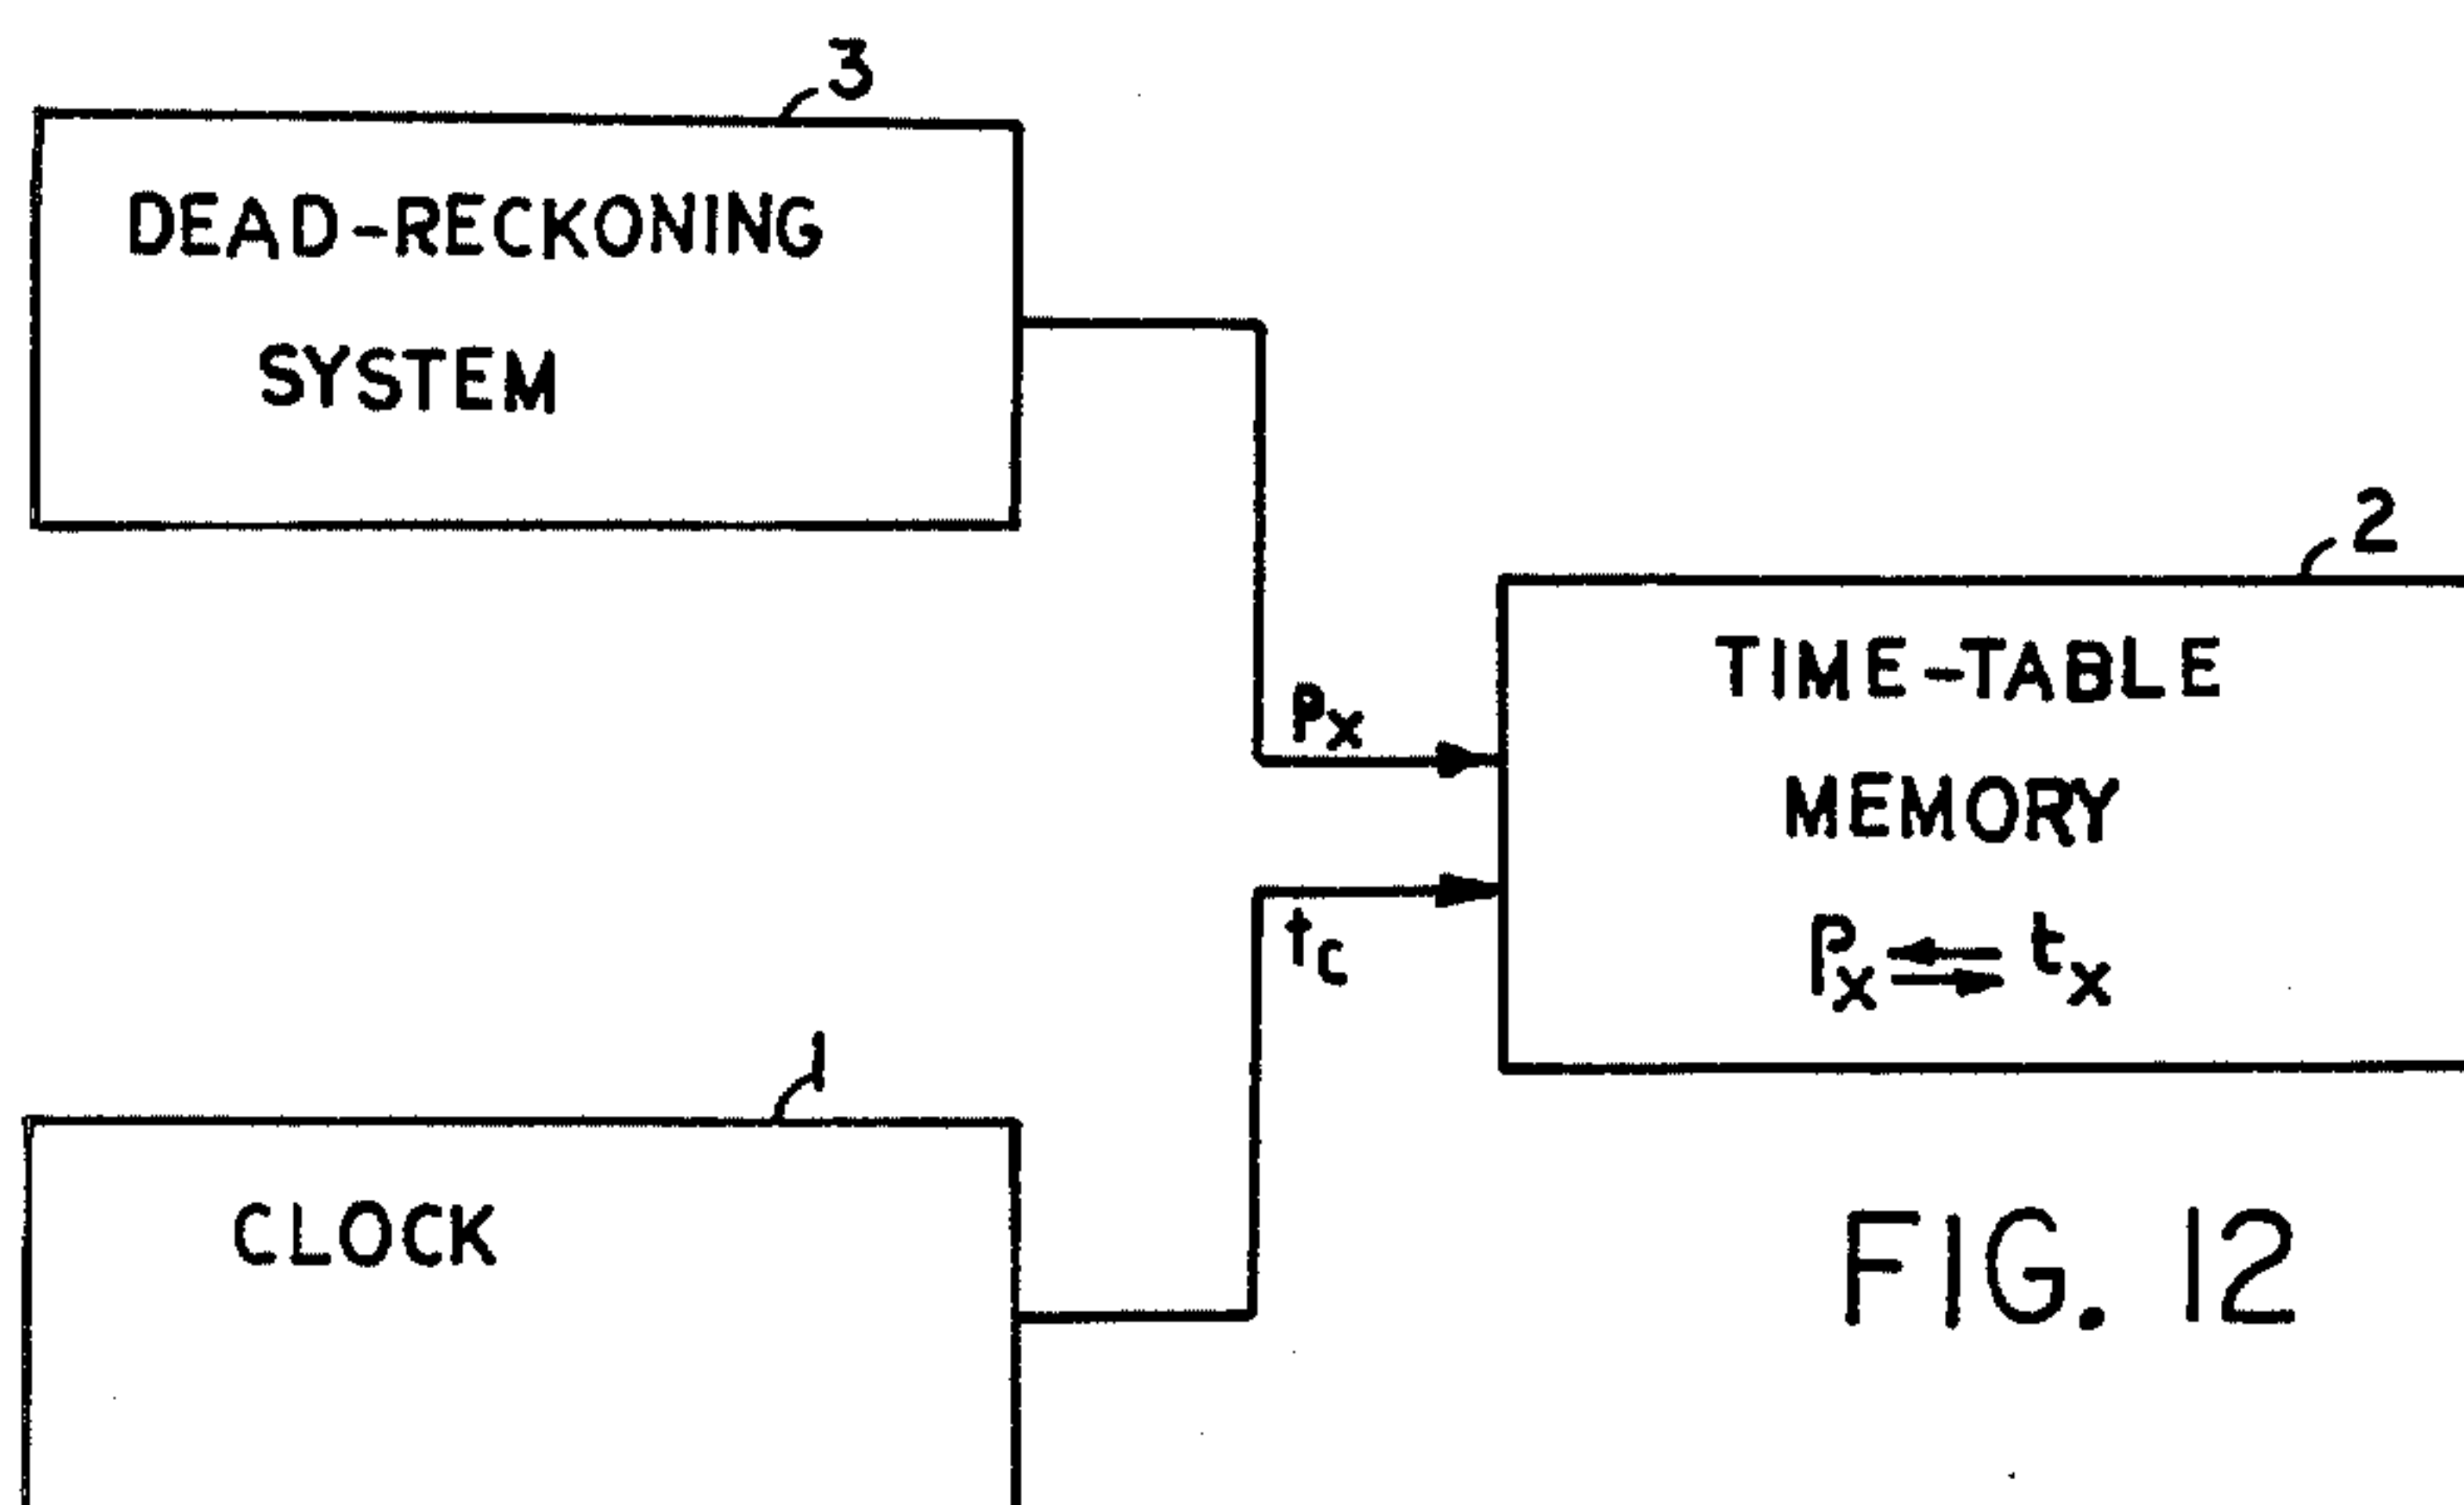 3
DEAD-RECKONING
SYSTEM
2
TIME-TABLE
MEMORY
Px ⇄ tx
Px
tc
1
CLOCK
FIG. 12